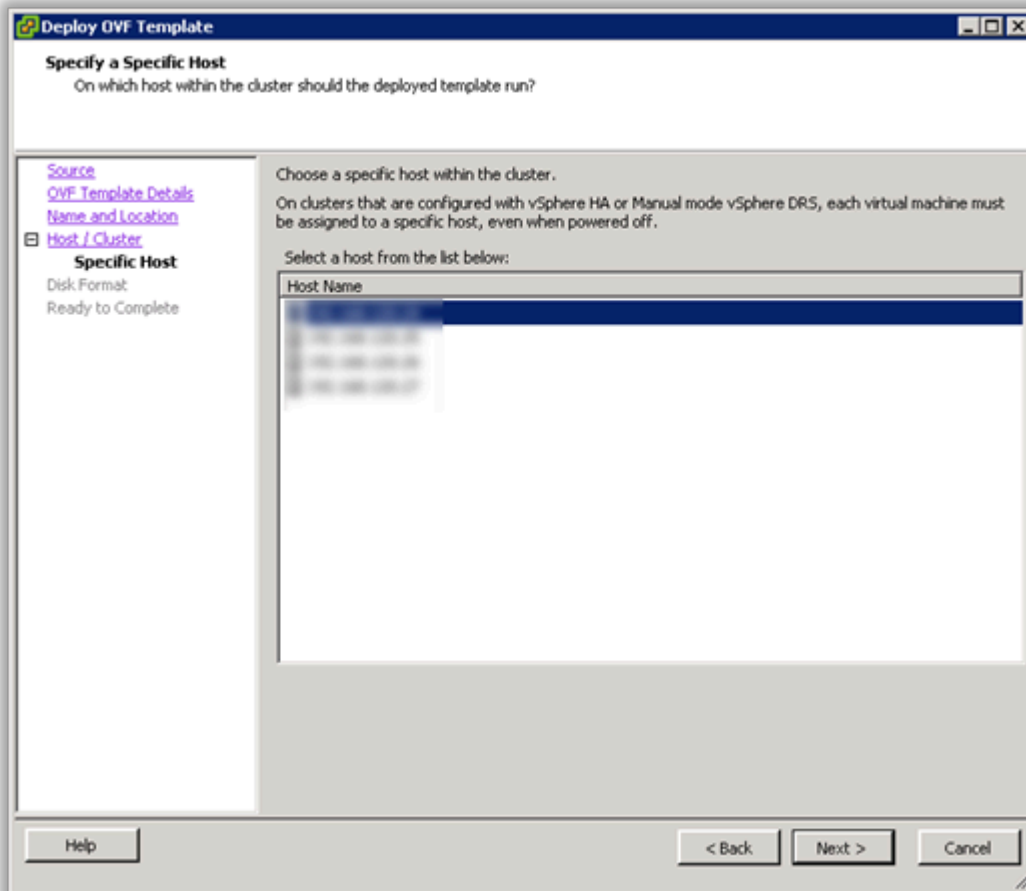 Deploy OVF Template
Specify a Specific Host
On which host within the cluster should the deployed template run?
Source
OVF Template Details
Name and Location
Host / Cluster
Specific Host
Disk Format
Ready to Complete
Choose a specific host within the cluster.
On clusters that are configured with vSphere HA or Manual mode vSphere DRS, each virtual machine must
be assigned to a specific host, even when powered off.
Select a host from the list below:
Host Name
Help
< Back
Next >
Cancel